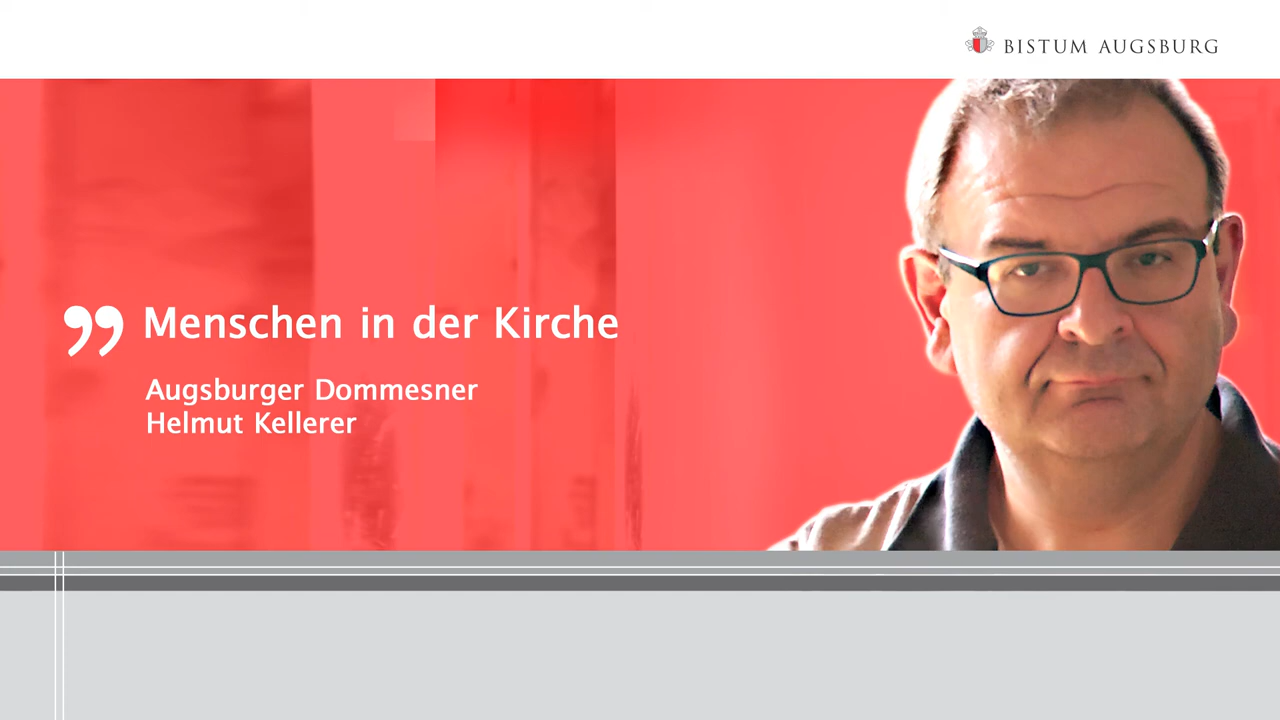 BISTUM AUGSBURG
” Menschen in der Kirche
Augsburger Dommesner
Helmut Kellerer